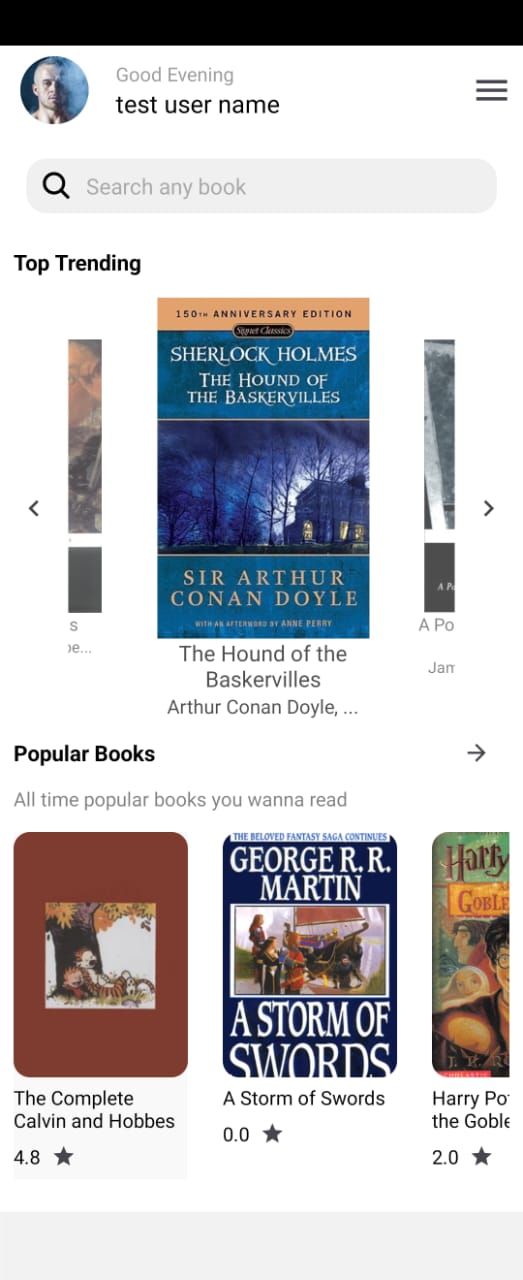 Good Evening
test user name
Search any book
Top Trending
150TH ANNIVERSARY EDITION
Signet Classics
SHERLOCK HOLMES
THE HOUND OF
THE BASKERVILLES
SIR ARTHUR
CONAN DOYLE
WITH AN AFTERWORD BY ANNE PERRY
s
A Po
Jam
The Hound of the
Baskervilles
Arthur Conan Doyle, ...
Popular Books
All time popular books you wanna read
THE BELOVED FANTASY SAGA CONTINUES
GEORGE R. R.
MARTIN
A STORM OF
SWORDS
Harry
GOBLE
J. K. R
SCHOLASTIC
The Complete
Calvin and Hobbes
4.8
A Storm of Swords
0.0
Harry Pot
the Goble
2.0